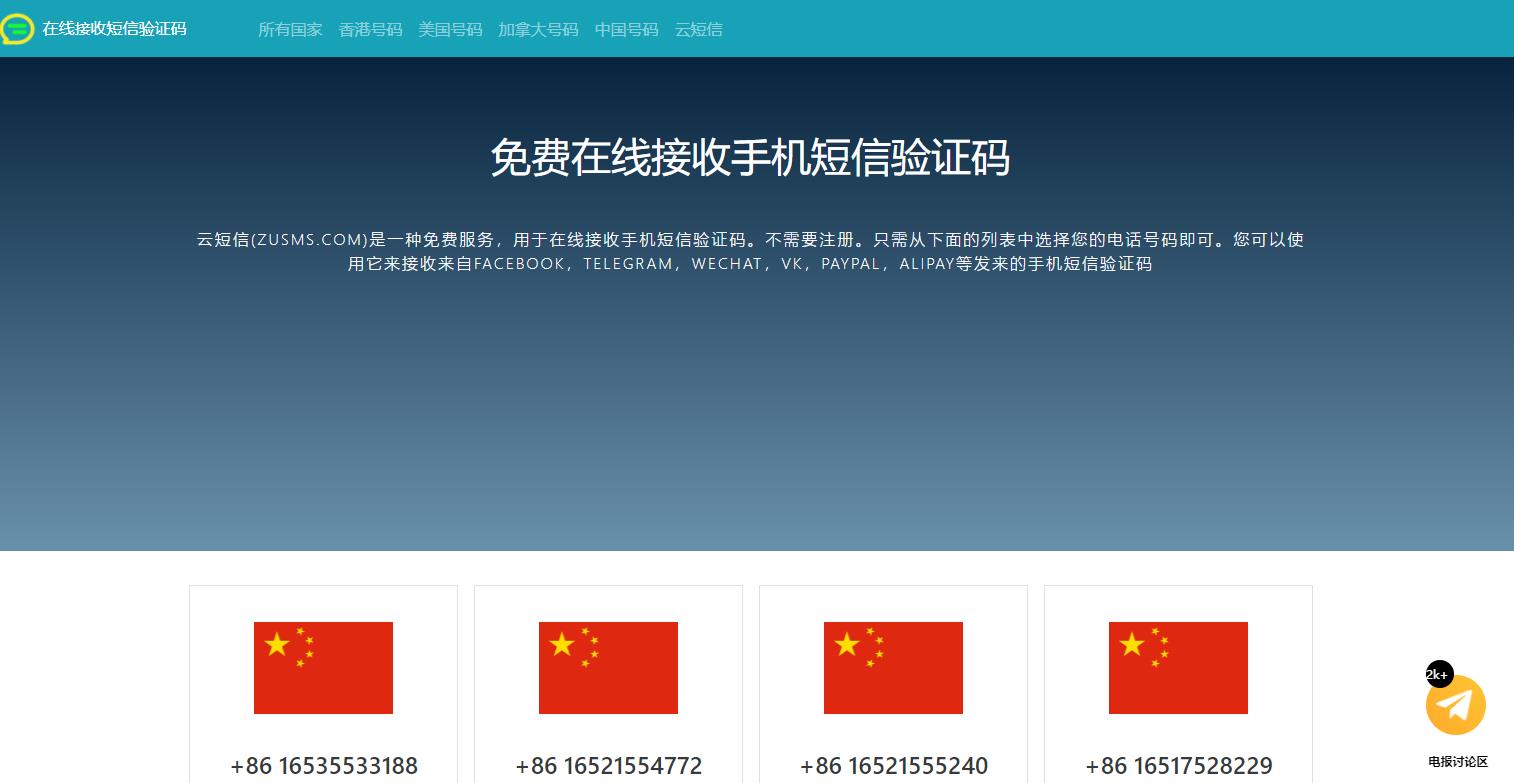 在线接收短信验证码
所有国家 香港号码 美国号码 加拿大号码 中国号码 云短信
免费在线接收手机短信验证码
云短信(ZUSMS.COM)是一种免费服务，用于在线接收手机短信验证码。不需要注册。只需从下面的列表中选择您的电话号码即可。您可以使
用它来接收来自FACEBOOK，TELEGRAM，WECHAT，VK，PAYPAL，ALIPAY等发来的手机短信验证码
+86 16535533188
+86 16521554772
+86 16521555240
+86 16517528229
2k+
电报讨论区